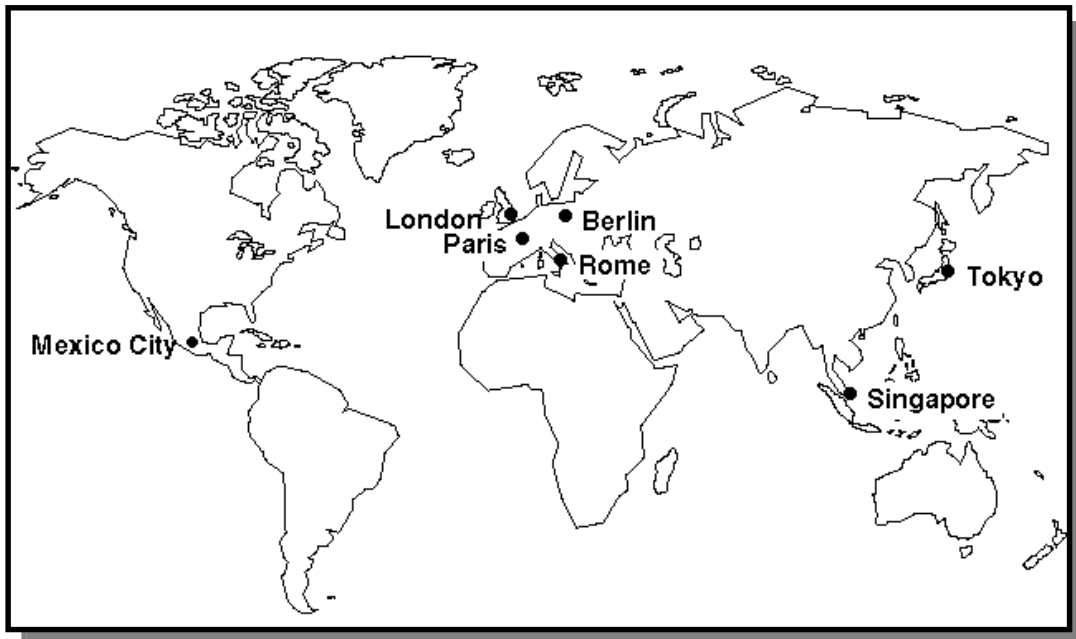 London
Berlin
Paris
Rome
Tokyo
Mexico City
Singapore